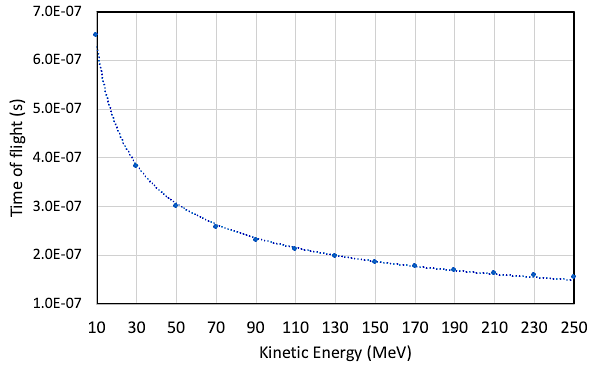 7.0E-07
6.0E-07
5.0E-07
4.0E-07
3.0E-07
2.0E-07
1.0E-07
Time of flight (s)
10 30 50 70 90 110 130 150 170 190 210 230 250
Kinetic Energy (MeV)